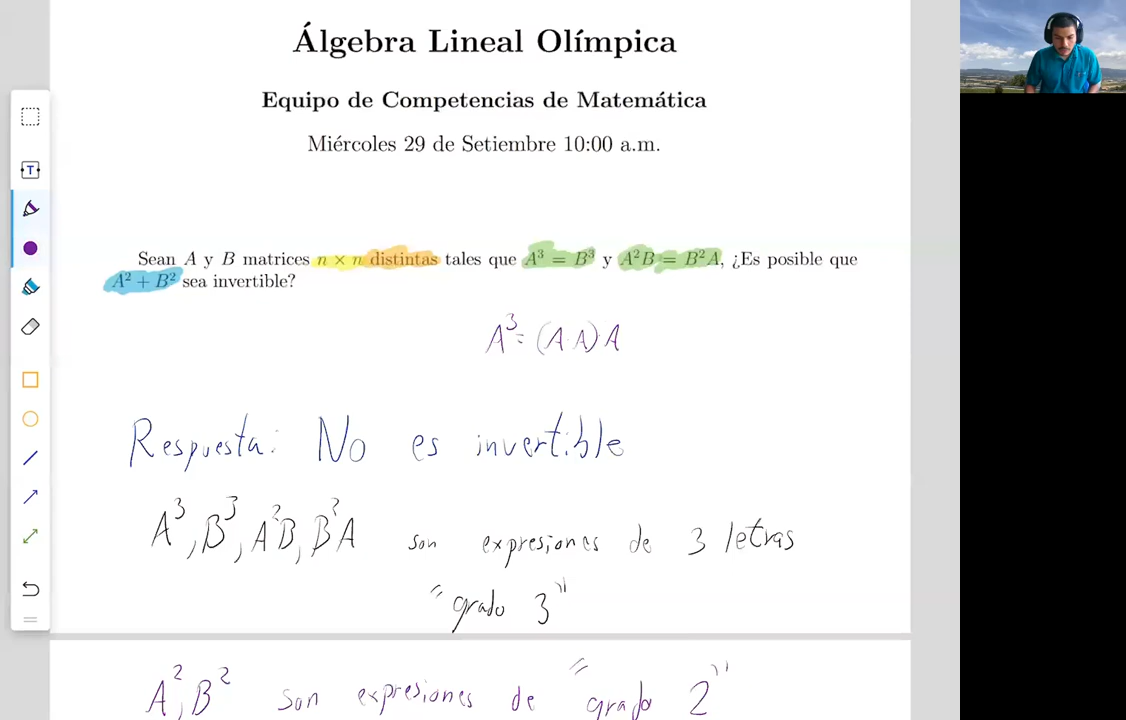 Álgebra Lineal Olímpica
Equipo de Competencias de Matemática
Miércoles 29 de Setiembre 10:00 a.m.
Sean A y B matrices n × n distintas tales que A³ = B³ y A²B = B²A, ¿Es posible que
A² + B² sea invertible?
A³ = (A A) A
Respuesta: No es invertible
A³, B³, A²B, B²A son expresiones de 3 letras
"grado 3"
A², B² son expresiones de "grado 2"
T